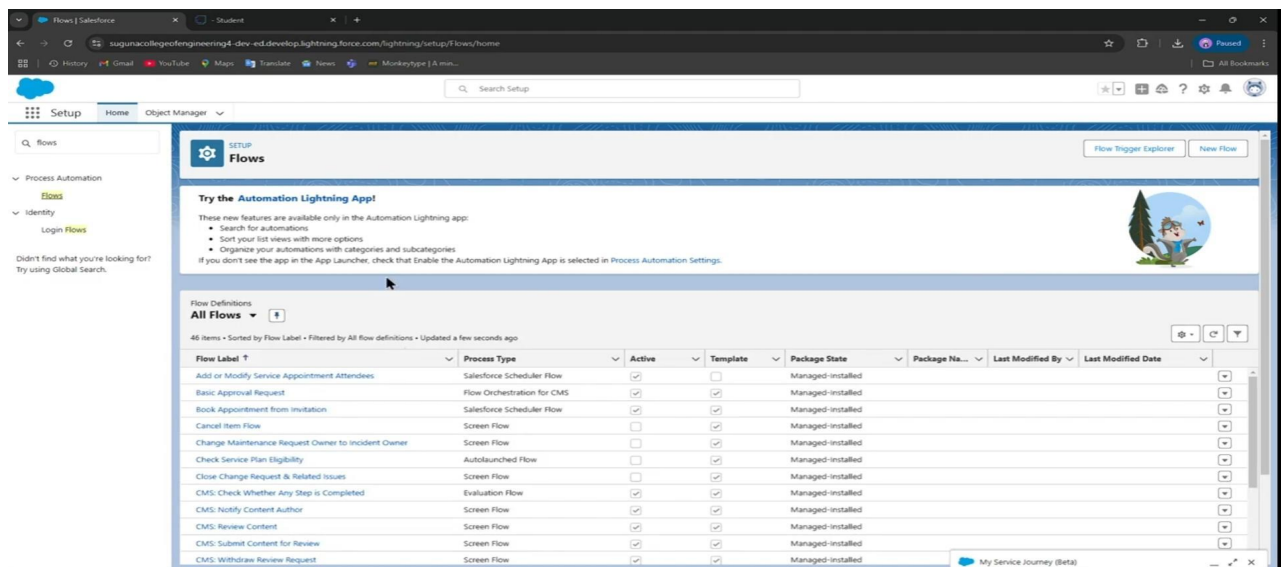 Flows | Salesforce
- Student
sugunacollegeofengineering4-dev-ed.develop.lightning.force.com/lightning/setup/Flows/home
Paused
History Gmail YouTube Maps Translate News Monkeytype | A min...
All Bookmarks
Search Setup
Setup Home Object Manager
flows
Process Automation
Flows
Identity
Login Flows
Didn't find what you're looking for?
Try using Global Search.
SETUP
Flows
Flow Trigger Explorer New Flow
Try the Automation Lightning App!
These new features are available only in the Automation Lightning app:
• Search for automations
• Sort your list views with more options
• Organize your automations with categories and subcategories
If you don't see the app in the App Launcher, check that Enable the Automation Lightning App is selected in Process Automation Settings.
Flow Definitions
All Flows
46 items • Sorted by Flow Label • Filtered by All flow definitions • Updated a few seconds ago
Flow Label ↑ Process Type Active Template Package State Package Na... Last Modified By Last Modified Date
Add or Modify Service Appointment Attendees Salesforce Scheduler Flow Managed-Installed
Basic Approval Request Flow Orchestration for CMS Managed-Installed
Book Appointment from Invitation Salesforce Scheduler Flow Managed-Installed
Cancel Item Flow Screen Flow Managed-Installed
Change Maintenance Request Owner to Incident Owner Screen Flow Managed-Installed
Check Service Plan Eligibility Autolaunched Flow Managed-Installed
Close Change Request & Related Issues Screen Flow Managed-Installed
CMS: Check Whether Any Step is Completed Evaluation Flow Managed-Installed
CMS: Notify Content Author Screen Flow Managed-Installed
CMS: Review Content Screen Flow Managed-Installed
CMS: Submit Content for Review Screen Flow Managed-Installed
CMS: Withdraw Review Request Screen Flow Managed-Installed
My Service Journey (Beta)